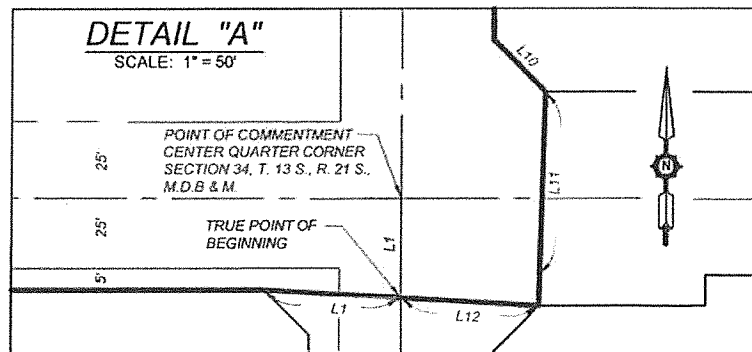 DETAIL "A"
SCALE: 1" = 50'
L10
POINT OF COMMENTMENT
CENTER QUARTER CORNER
SECTION 34, T. 13 S., R. 21 S.,
M.D.B & M.
25'
L11
N
25'
TRUE POINT OF
BEGINNING
L1
5'
L1
L12